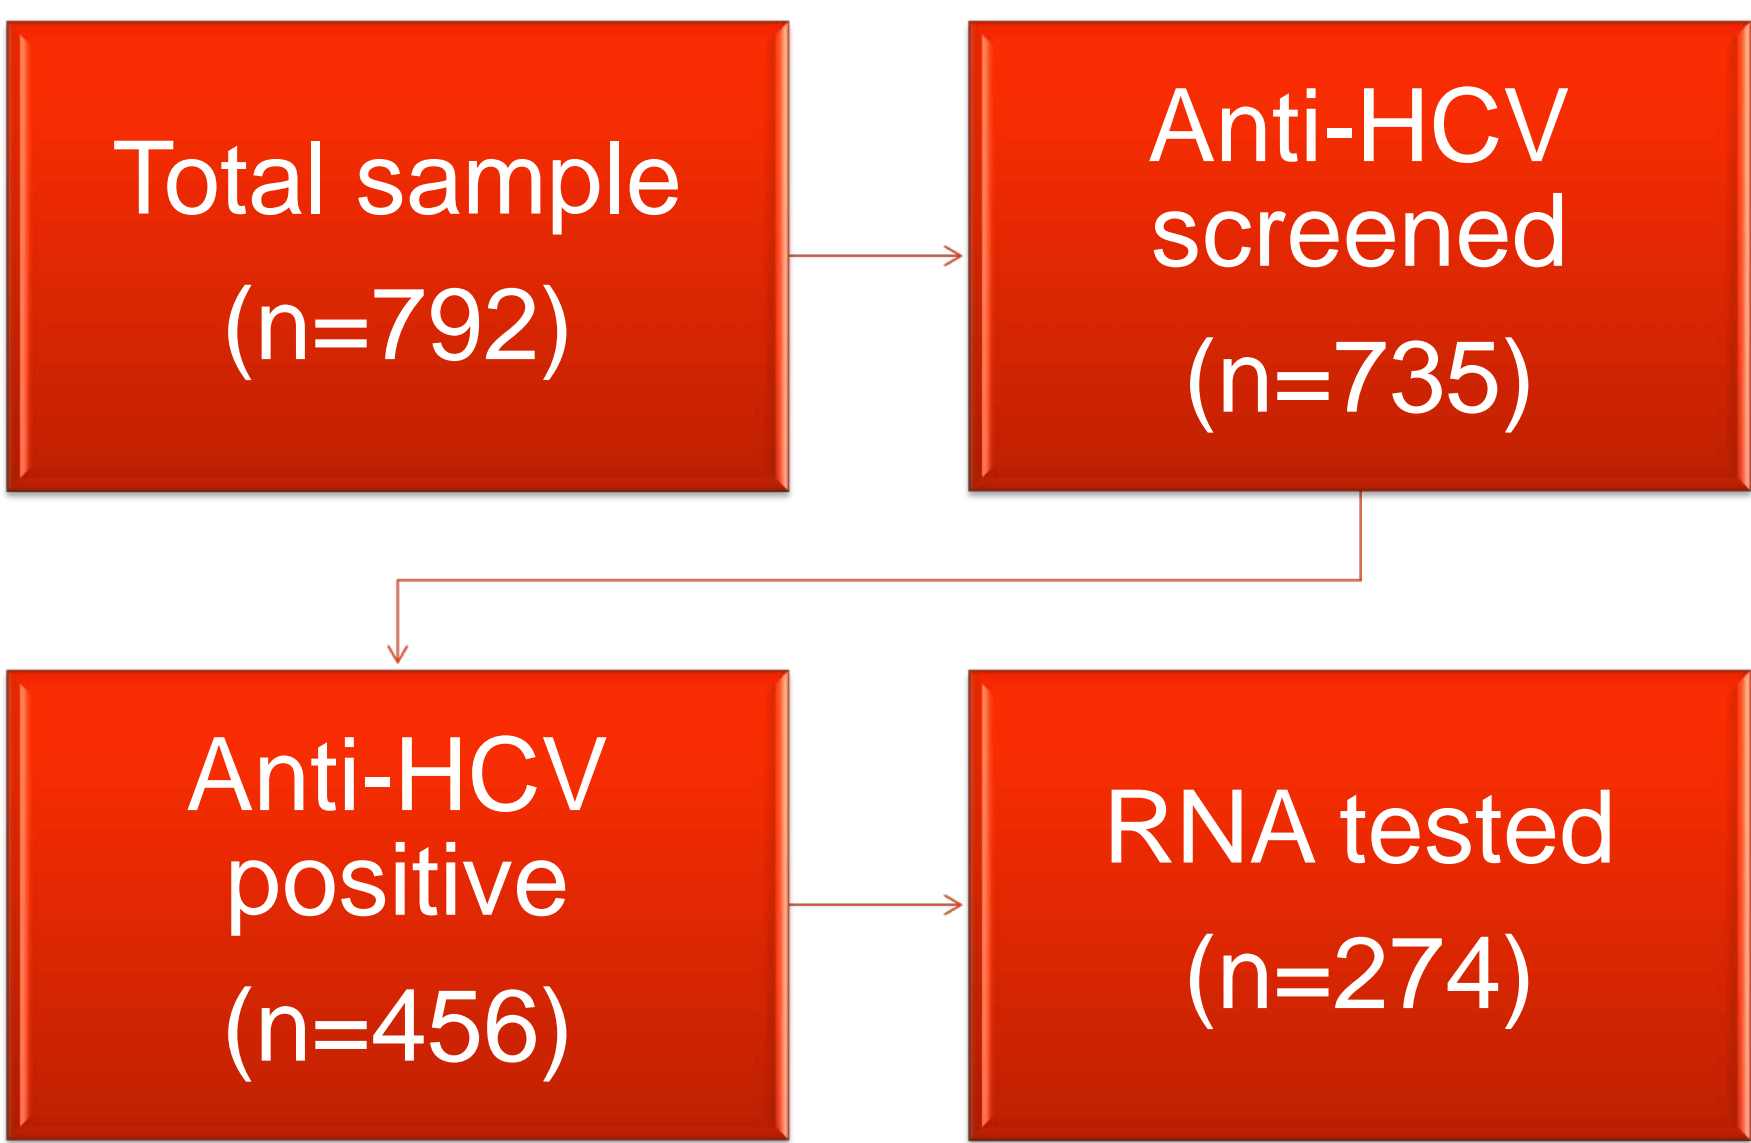 Total sample
(n=792)
Anti-HCV
screened
(n=735)
Anti-HCV
positive
(n=456)
RNA tested
(n=274)